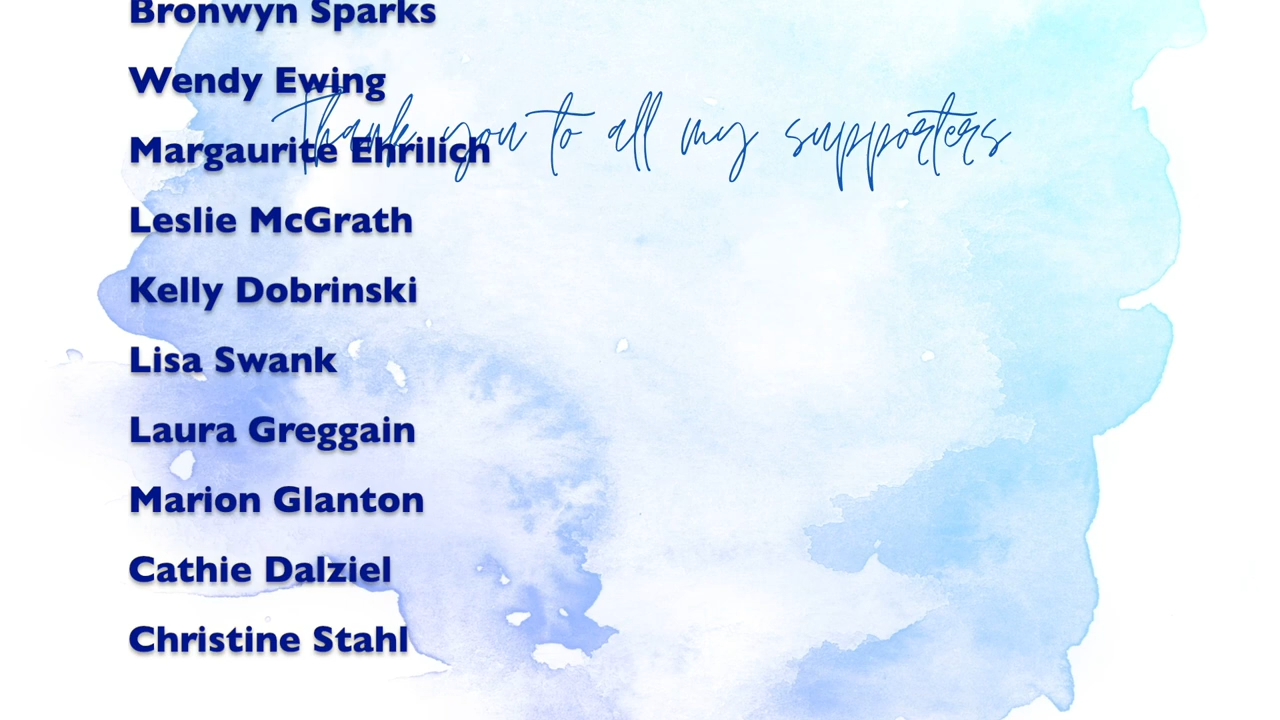 Bronwyn Sparks
Wendy Ewing
Thank you to all my supporters
Margaurite Ehrilich
Leslie McGrath
Kelly Dobrinski
Lisa Swank
Laura Greggain
Marion Glanton
Cathie Dalziel
Christine Stahl